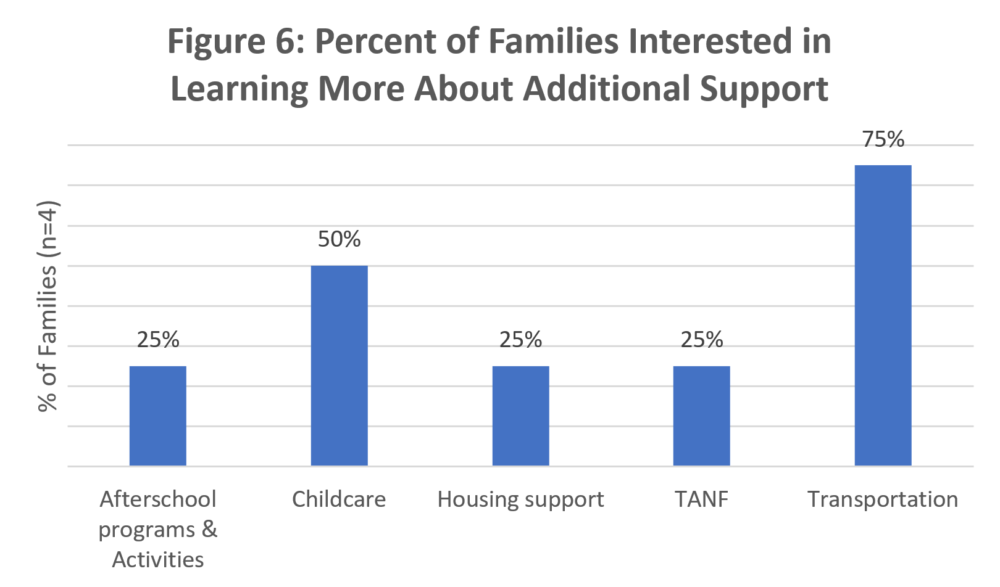 Figure 6: Percent of Families Interested in
Learning More About Additional Support
% of Families (n=4)
25%
50%
25%
25%
75%
Afterschool
programs &
Activities
Childcare
Housing support
TANF
Transportation